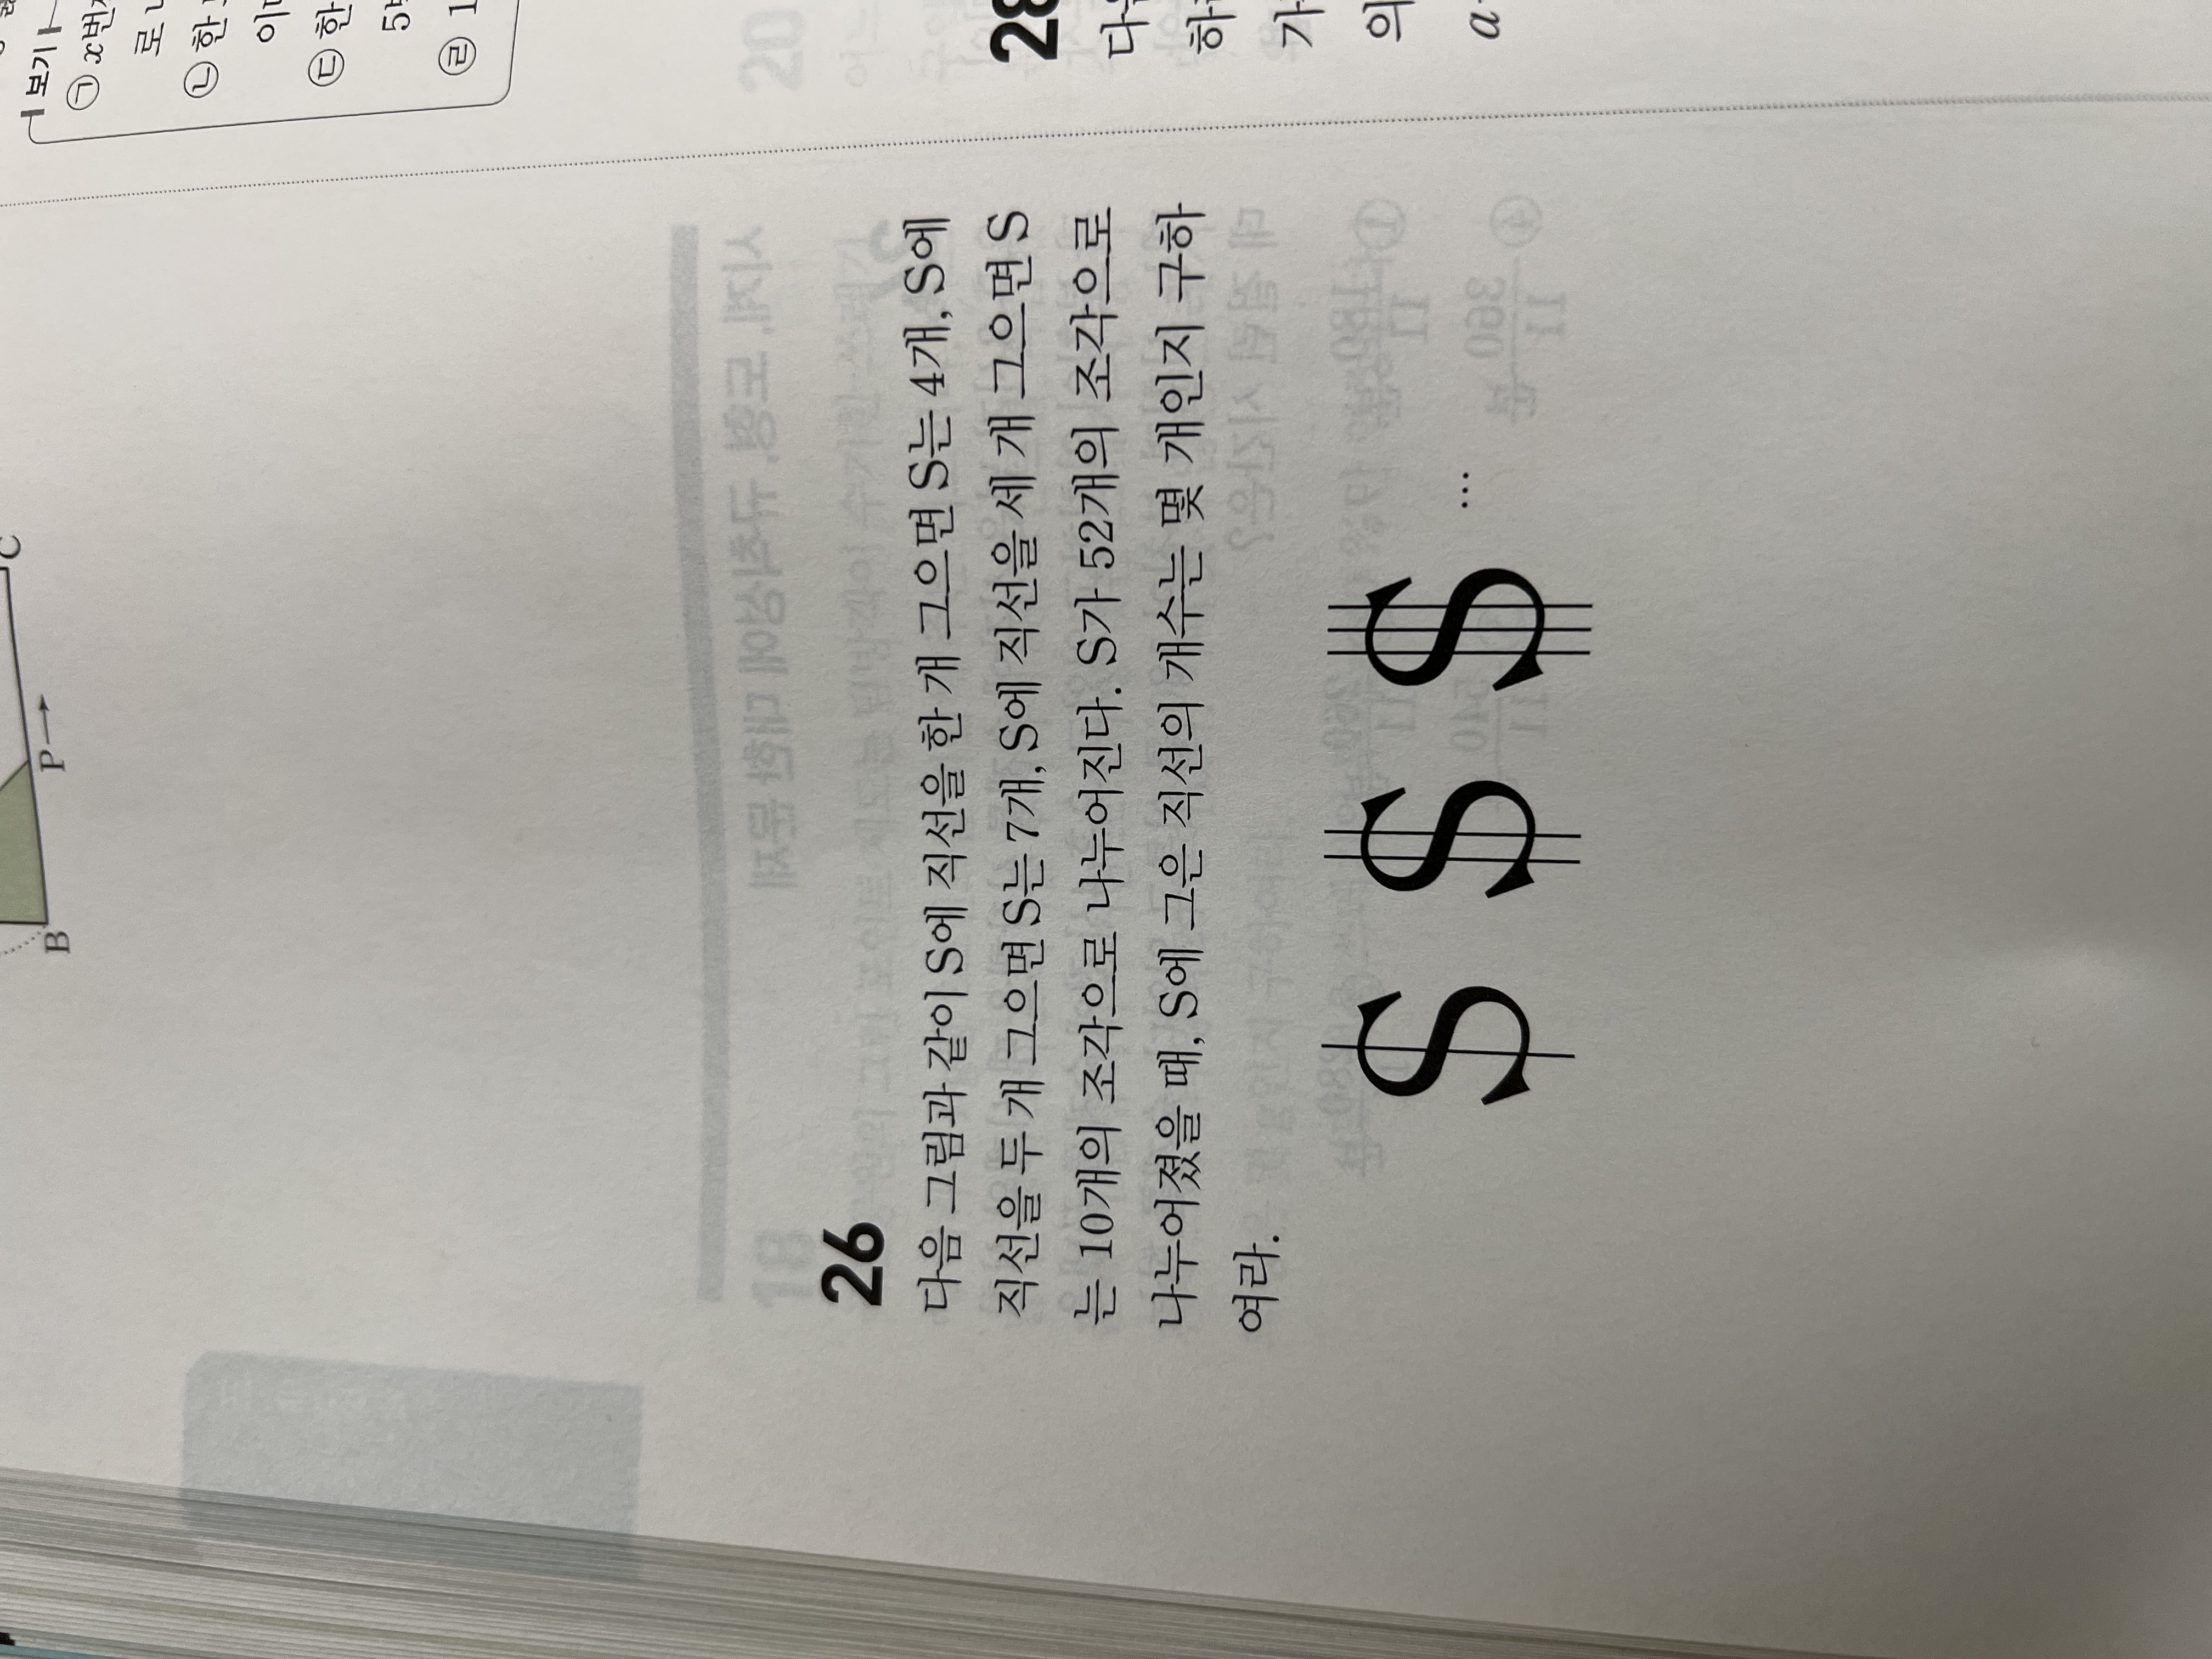 B P C
26
다음 그림과 같이 S에 직선을 한 개 그으면 S는 4개, S에
직선을 두 개 그으면 S는 7개, S에 직선을 세 개 그으면 S
는 10개의 조각으로 나누어진다. S가 52개의 조각으로
나누어졌을 때, S에 그은 직선의 개수는 몇 개인지 구하
여라.
S S S …
보기
㉠ x번
로
㉡ 한
㉢ 한
㉣ 1
28
하
의
a